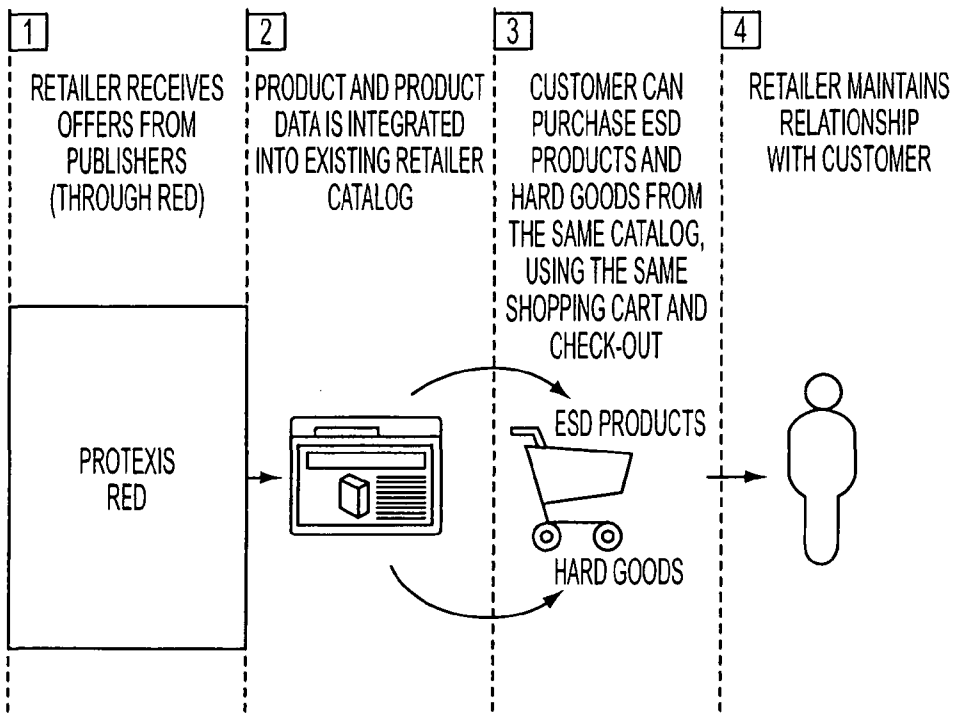 1
RETAILER RECEIVES
OFFERS FROM
PUBLISHERS
(THROUGH RED)
2
PRODUCT AND PRODUCT
DATA IS INTEGRATED
INTO EXISTING RETAILER
CATALOG
3
CUSTOMER CAN
PURCHASE ESD
PRODUCTS AND
HARD GOODS FROM
THE SAME CATALOG,
USING THE SAME
SHOPPING CART AND
CHECK-OUT
4
RETAILER MAINTAINS
RELATIONSHIP
WITH CUSTOMER
PROTEXIS
RED
ESD PRODUCTS
HARD GOODS